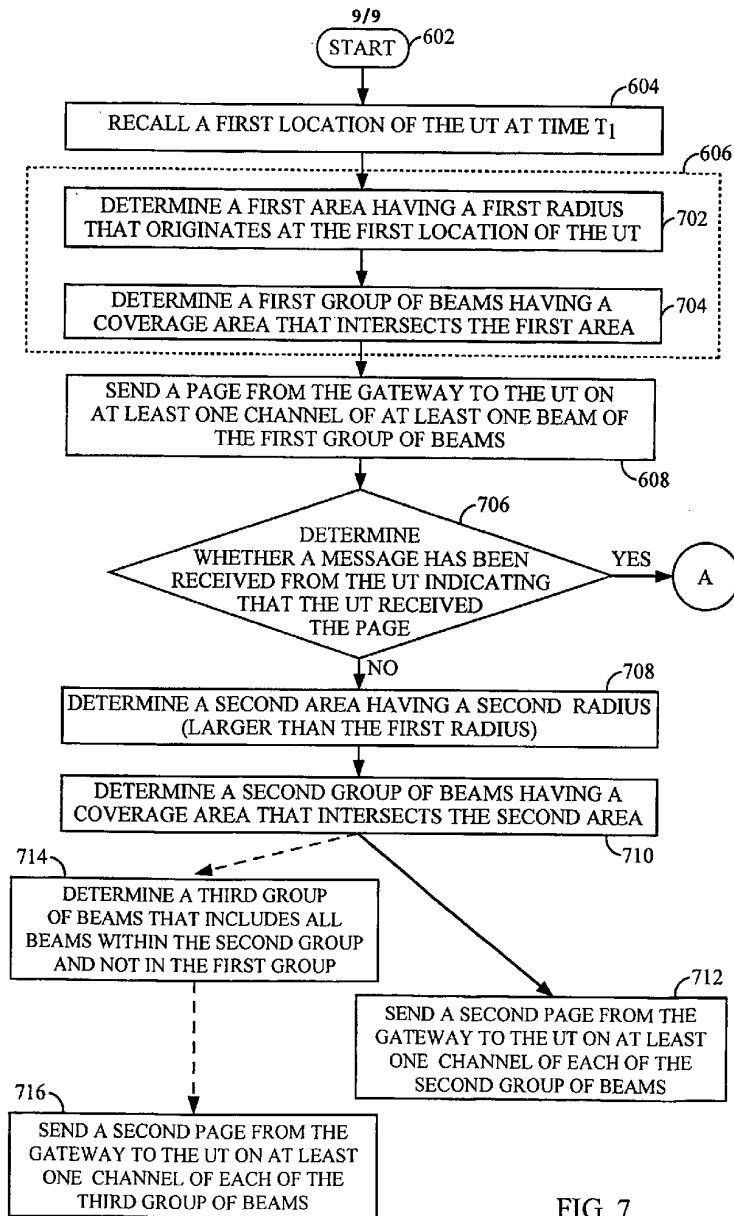 9/9
START
602
604
RECALL A FIRST LOCATION OF THE UT AT TIME T1
606
DETERMINE A FIRST AREA HAVING A FIRST RADIUS
THAT ORIGINATES AT THE FIRST LOCATION OF THE UT
702
DETERMINE A FIRST GROUP OF BEAMS HAVING A
COVERAGE AREA THAT INTERSECTS THE FIRST AREA
704
SEND A PAGE FROM THE GATEWAY TO THE UT ON
AT LEAST ONE CHANNEL OF AT LEAST ONE BEAM OF
THE FIRST GROUP OF BEAMS
608
706
DETERMINE
WHETHER A MESSAGE HAS BEEN
RECEIVED FROM THE UT INDICATING
THAT THE UT RECEIVED
THE PAGE
YES
A
NO
708
DETERMINE A SECOND AREA HAVING A SECOND RADIUS
(LARGER THAN THE FIRST RADIUS)
DETERMINE A SECOND GROUP OF BEAMS HAVING A
COVERAGE AREA THAT INTERSECTS THE SECOND AREA
710
714
DETERMINE A THIRD GROUP
OF BEAMS THAT INCLUDES ALL
BEAMS WITHIN THE SECOND GROUP
AND NOT IN THE FIRST GROUP
712
SEND A SECOND PAGE FROM THE
GATEWAY TO THE UT ON AT LEAST
ONE CHANNEL OF EACH OF THE
SECOND GROUP OF BEAMS
716
SEND A SECOND PAGE FROM THE
GATEWAY TO THE UT ON AT LEAST
ONE CHANNEL OF EACH OF THE
THIRD GROUP OF BEAMS
FIG. 7